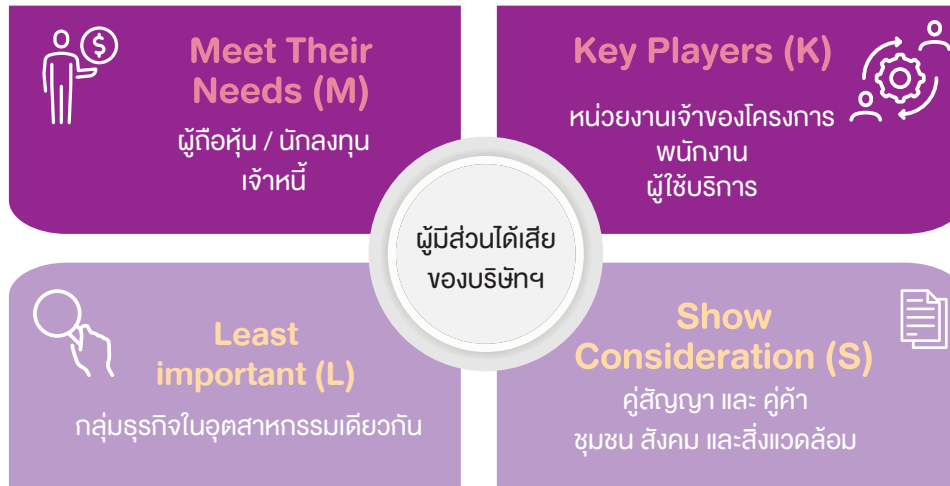 Meet Their
Needs (M)
ผู้ถือหุ้น / นักลงทุน
เจ้าหนี้
Key Players (K)
หน่วยงานเจ้าของโครงการ
พนักงาน
ผู้ใช้บริการ
ผู้มีส่วนได้เสีย
ของบริษัทฯ
Least
important (L)
กลุ่มธุรกิจในอุตสาหกรรมเดียวกัน
Show
Consideration (S)
คู่สัญญา และ คู่ค้า
ชุมชน สังคม และสิ่งแวดล้อม